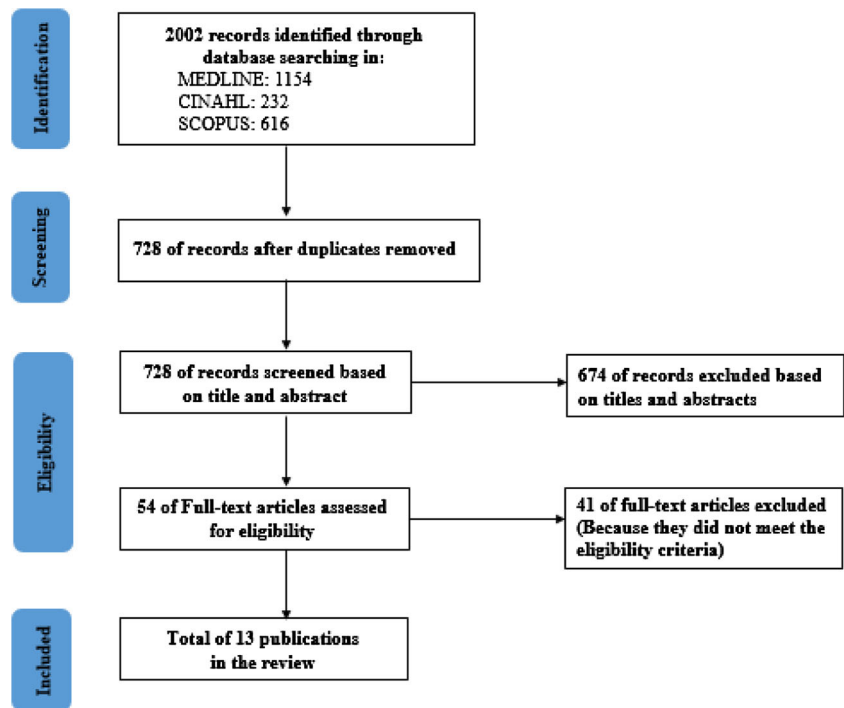 Identification
2002 records identified through
database searching in:
MEDLINE: 1154
CINAHL: 232
SCOPUS: 616
Screening
728 of records after duplicates removed
Eligibility
728 of records screened based
on title and abstract
674 of records excluded based
on titles and abstracts
54 of Full-text articles assessed
for eligibility
41 of full-text articles excluded
(Because they did not meet the
eligibility criteria)
Included
Total of 13 publications
in the review